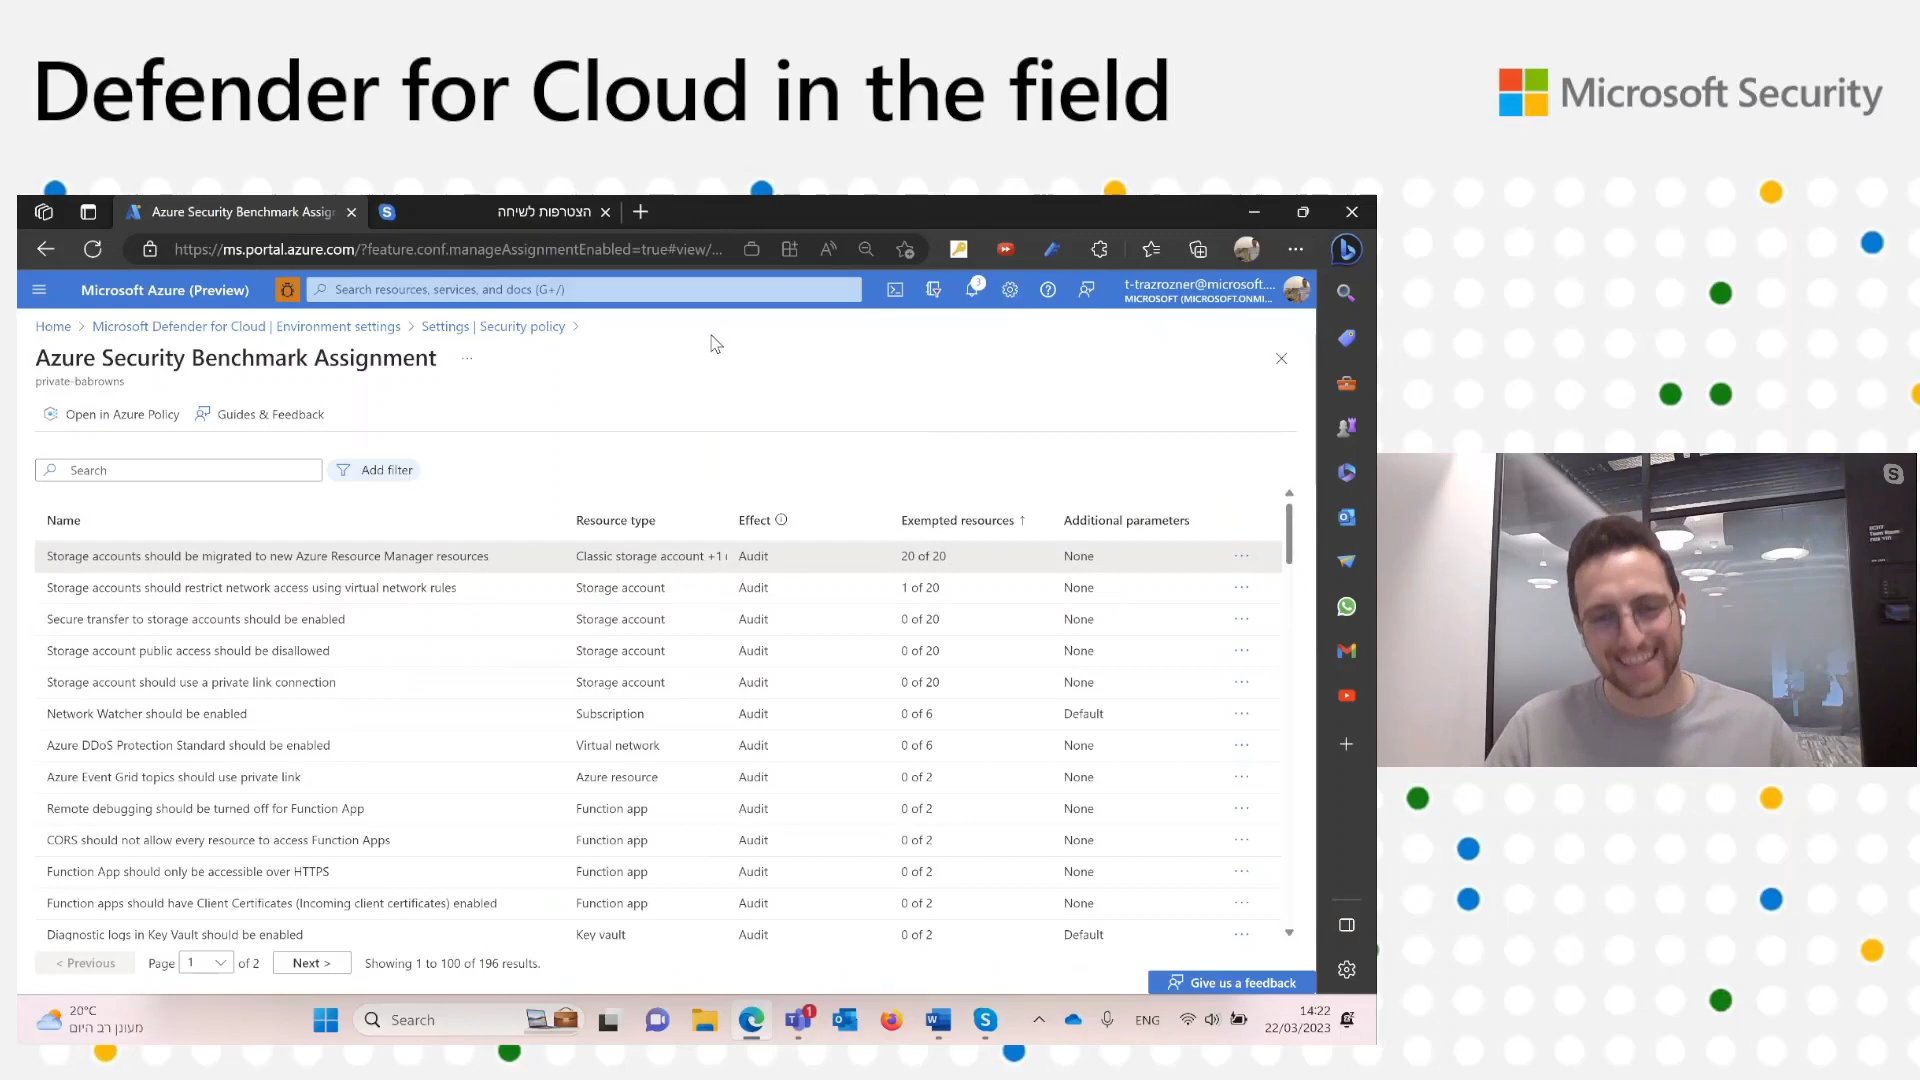 Defender for Cloud in the field
Microsoft Security
Azure Security Benchmark Assig
הצטרפות לשיחה
https://ms.portal.azure.com/?feature.conf.manageAssignmentEnabled=true#view/...
Microsoft Azure (Preview)
Search resources, services, and docs (G+/)
3
t-trazrozner@microsoft....
MICROSOFT (MICROSOFT.ONMI...
Home > Microsoft Defender for Cloud | Environment settings > Settings | Security policy >
Azure Security Benchmark Assignment ...
private-babrowns
Open in Azure Policy Guides & Feedback
Search Add filter
Name Resource type Effect Exempted resources ↑ Additional parameters
Storage accounts should be migrated to new Azure Resource Manager resources Classic storage account +1 Audit 20 of 20 None ...
Storage accounts should restrict network access using virtual network rules Storage account Audit 1 of 20 None ...
Secure transfer to storage accounts should be enabled Storage account Audit 0 of 20 None ...
Storage account public access should be disallowed Storage account Audit 0 of 20 None ...
Storage account should use a private link connection Storage account Audit 0 of 20 None ...
Network Watcher should be enabled Subscription Audit 0 of 6 Default ...
Azure DDoS Protection Standard should be enabled Virtual network Audit 0 of 6 None ...
Azure Event Grid topics should use private link Azure resource Audit 0 of 2 None ...
Remote debugging should be turned off for Function App Function app Audit 0 of 2 None ...
CORS should not allow every resource to access Function Apps Function app Audit 0 of 2 None ...
Function App should only be accessible over HTTPS Function app Audit 0 of 2 None ...
Function apps should have Client Certificates (Incoming client certificates) enabled Function app Audit 0 of 2 None ...
Diagnostic logs in Key Vault should be enabled Key vault Audit 0 of 2 Default ...
< Previous Page 1 of 2 Next > Showing 1 to 100 of 196 results.
Give us a feedback
20°C
מעונן רב היום
Search
1
ENG
14:22
22/03/2023